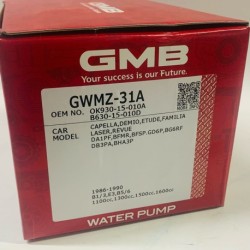 GMB
Your Success is our Future.
GWMZ-31A
OEM NO. OK930-15-010A
B630-15-010D
CAR MODEL CAPELLA,DEMIO,ETUDE,FAMILIA
LASER,REVUE
DA1PF,BFMR,BFSP,GD6P,BG6RF
DB3PA,BHA3P
1986-1990
B1/3,E3,B5/6
1100cc,1300cc,1500cc,1600cc
WATER PUMP